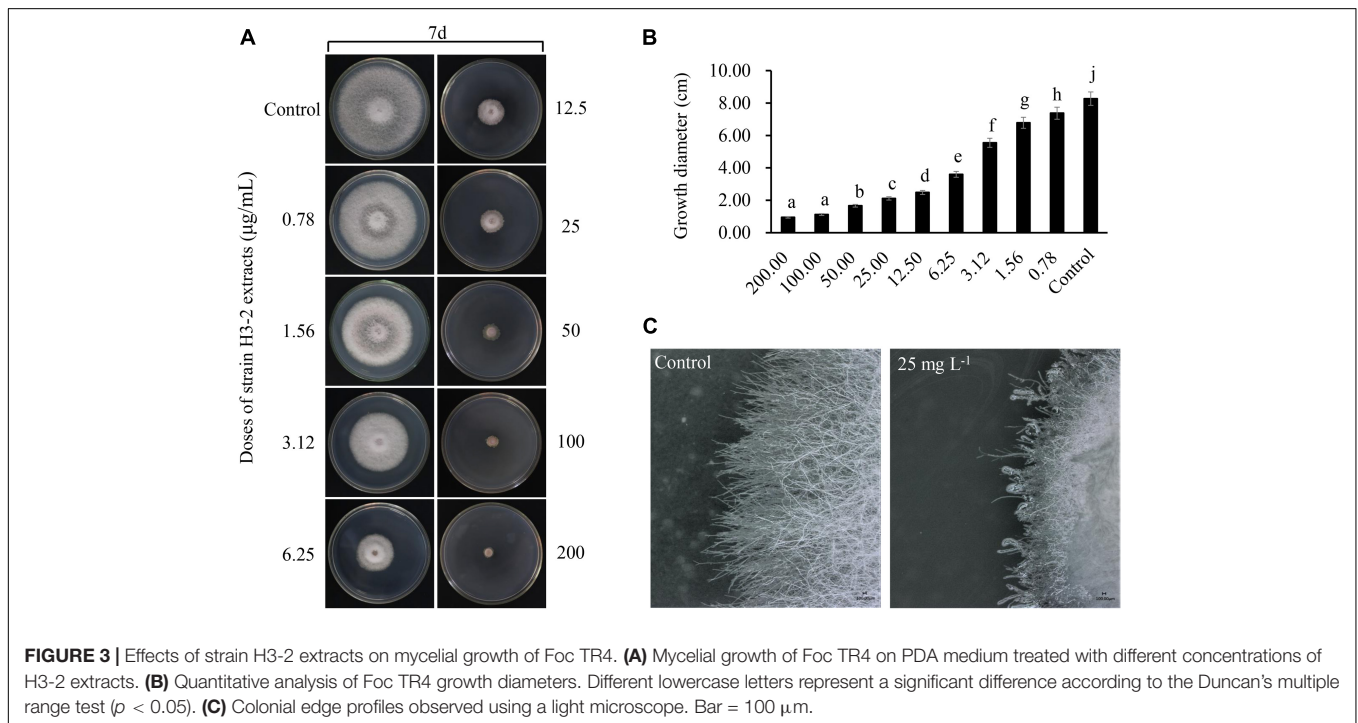 A
7d
Control
12.5
0.78
25
1.56
50
3.12
100
6.25
200
Doses of strain H3-2 extracts (µg/mL)
B
Growth diameter (cm)
10.00
8.00
6.00
4.00
2.00
0.00
a a b c d e f g h j
200.00 100.00 50.00 25.00 12.50 6.25 3.12 1.56 0.78 Control
C
Control
25 mg L⁻¹
FIGURE 3 | Effects of strain H3-2 extracts on mycelial growth of Foc TR4. (A) Mycelial growth of Foc TR4 on PDA medium treated with different concentrations of
H3-2 extracts. (B) Quantitative analysis of Foc TR4 growth diameters. Different lowercase letters represent a significant difference according to the Duncan's multiple
range test (p < 0.05). (C) Colonial edge profiles observed using a light microscope. Bar = 100 µm.